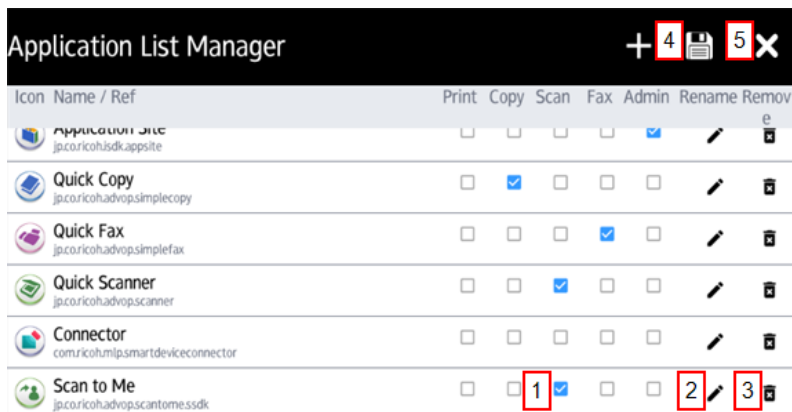 Application List Manager
4
5
Icon Name / Ref Print Copy Scan Fax Admin Rename Remov
e
Application Site
jp.co.ricoh.isdk.appsite
Quick Copy
jp.co.ricoh.advop.simplecopy
Quick Fax
jp.co.ricoh.advop.simplefax
Quick Scanner
jp.co.ricoh.advop.scanner
Connector
com.ricoh.mlp.smartdeviceconnector
Scan to Me
1
2
3
jp.co.ricoh.advop.scantome.ssdk